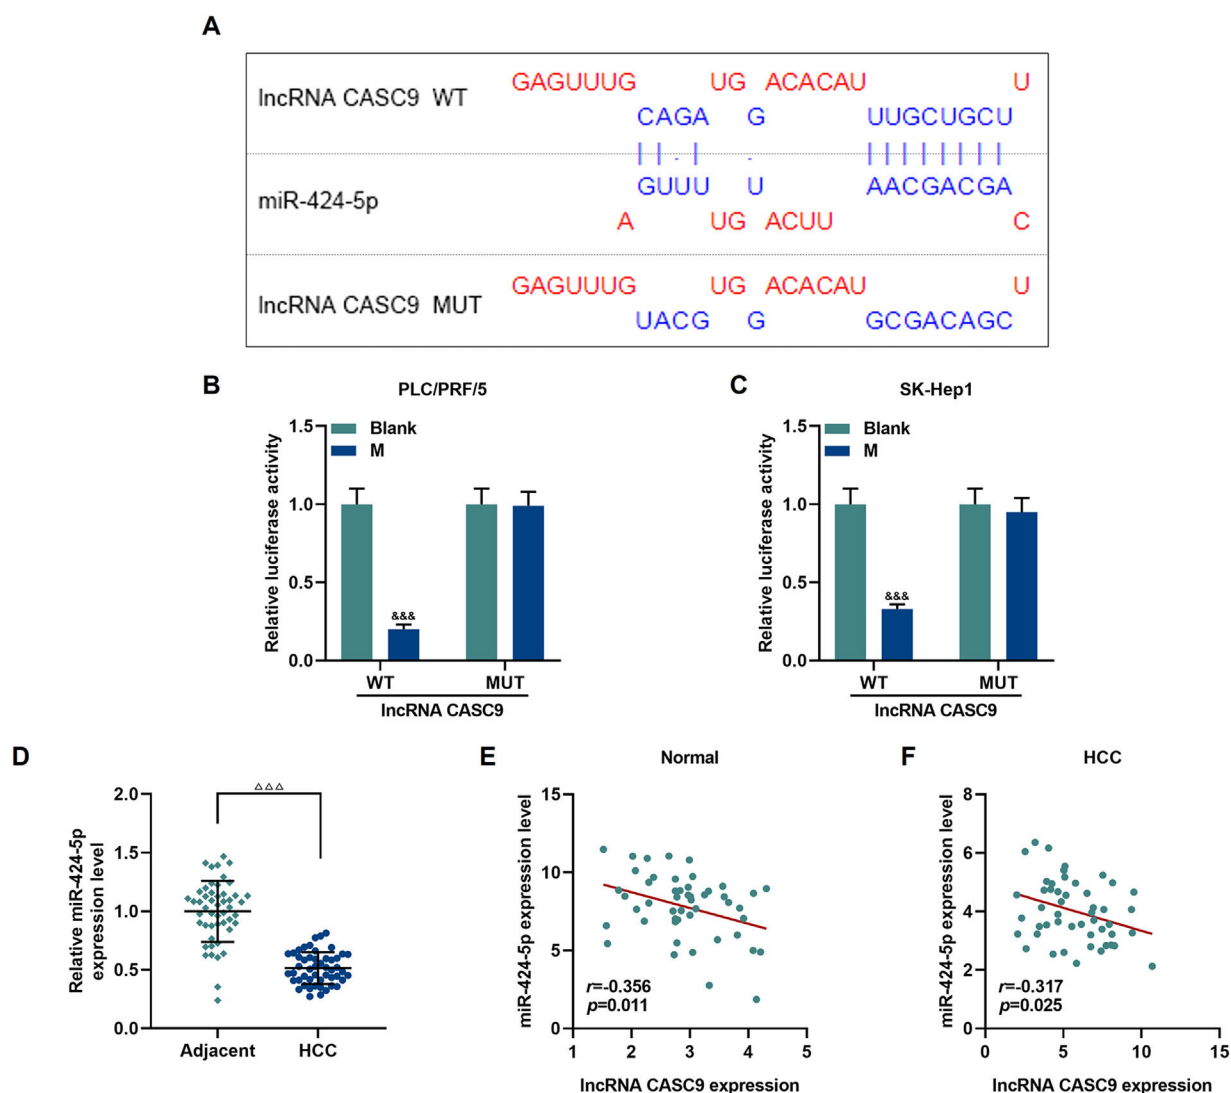 A
GAGUUUG UG ACACAU U
lncRNA CASC9 WT
CAGA G UUGCUGCU
GUUU U AACGACGA
miR-424-5p
A UG ACUU C
GAGUUUG UG ACACAU U
lncRNA CASC9 MUT
UACG G GCGACAGC
B
PLC/PRF/5
Relative luciferase activity
1.5
1.0
0.5
0.0
Blank
M
&&&
WT MUT
lncRNA CASC9
C
SK-Hep1
Relative luciferase activity
1.5
1.0
0.5
0.0
Blank
M
&&&
WT MUT
lncRNA CASC9
D
Relative miR-424-5p
expression level
2.0
1.5
1.0
0.5
0.0
△△△
Adjacent HCC
E
Normal
miR-424-5p expression level
15
10
5
0
r=-0.356
p=0.011
1 2 3 4 5
lncRNA CASC9 expression
F
HCC
miR-424-5p expression level
8
6
4
2
0
r=-0.317
p=0.025
0 5 10 15
lncRNA CASC9 expression